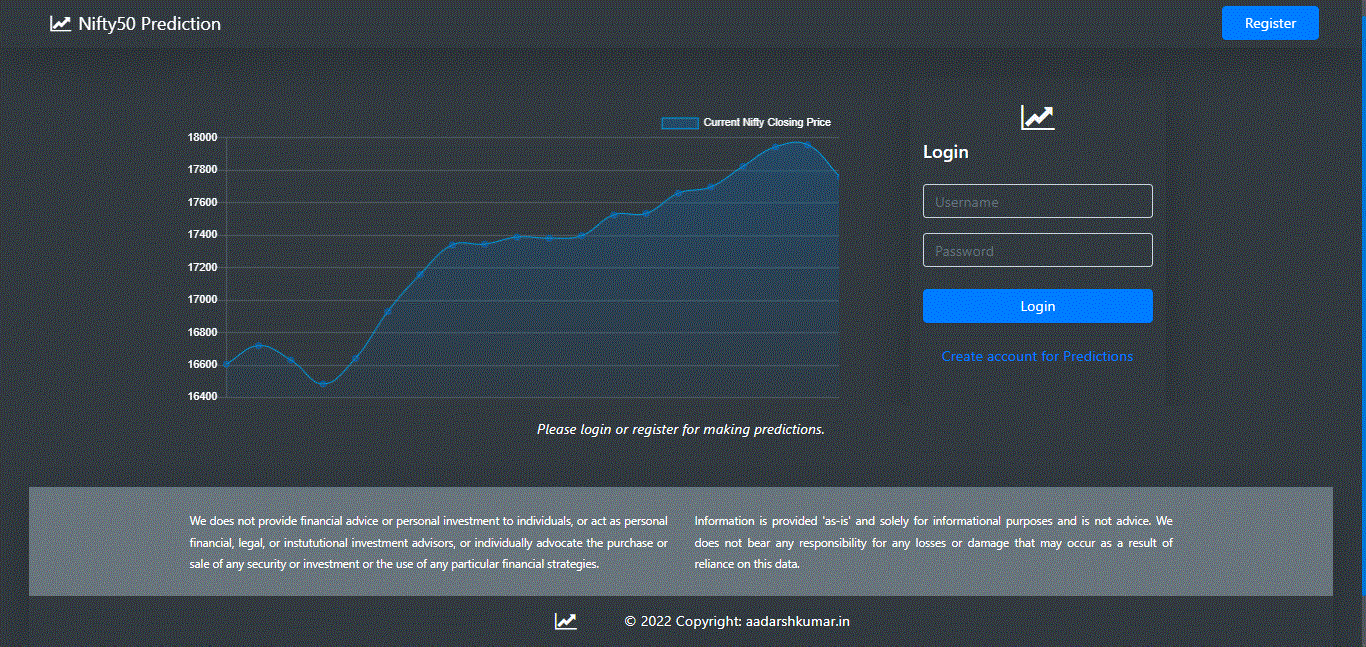 Nifty50 Prediction
Register
Current Nifty Closing Price
18000
17800
17600
17400
17200
17000
16800
16600
16400
Please login or register for making predictions.
Login
Username
Password
Login
Create account for Predictions
We does not provide financial advice or personal investment to individuals, or act as personal
financial, legal, or instutional investment advisors, or individually advocate the purchase or
sale of any security or investment or the use of any particular financial strategies.
Information is provided 'as-is' and solely for informational purposes and is not advice. We
does not bear any responsibility for any losses or damage that may occur as a result of
reliance on this data.
© 2022 Copyright: aadarshkumar.in